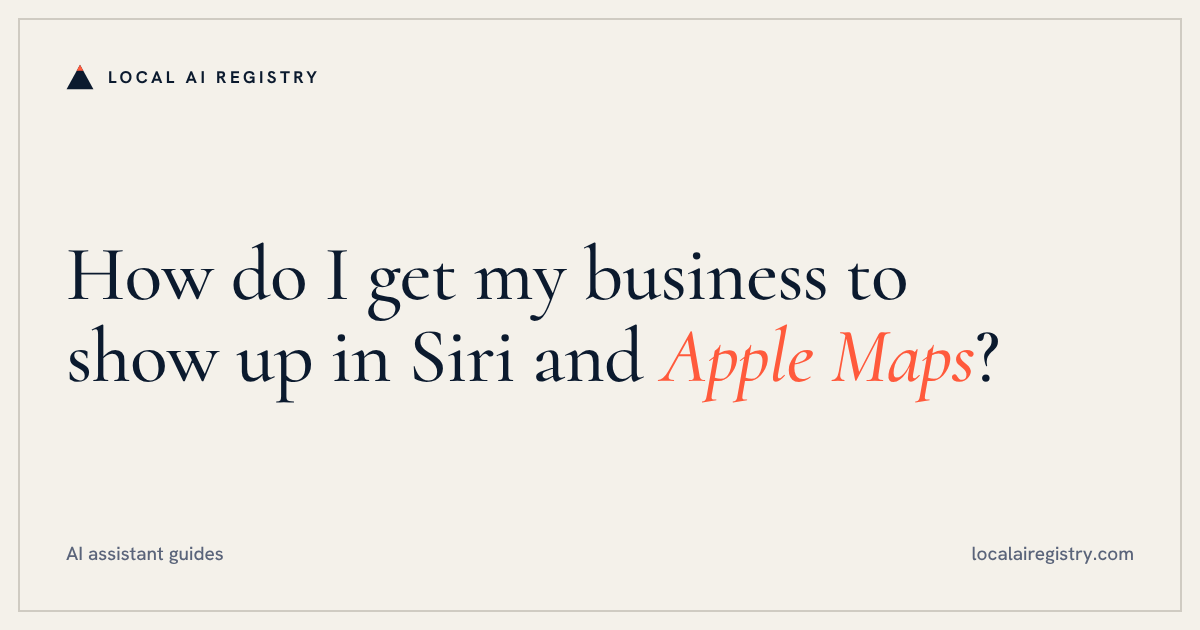 LOCAL AI REGISTRY
How do I get my business to
show up in Siri and Apple Maps?
AI assistant guides
localairegistry.com